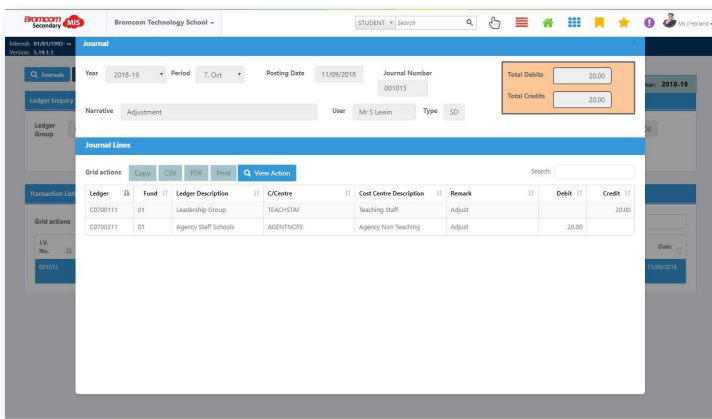 Bromcom MIS
Secondary
Bromcom Technology School
STUDENT Search
Ms J Holland
Interval: 01/01/1993- ∞
Version: 5.19.1.1
Journal
Journals
Year 2018-19 Period 7, Oct Posting Date 11/09/2018 Journal Number
001013
Total Debits 20.00
Total Credits 20.00
2018-19
Ledger Enquiry
Narrative Adjustment User Mr S Lewin Type SD
Ledger
Group
Journal Lines
Grid actions Copy CSV PDF Print View Action Search:
Transaction
Ledger Fund Ledger Description C/Centre Cost Centre Description Remark Debit Credit
C0700111 01 Leadership Group TEACHSTAF Teaching Staff Adjust 20.00
C0700311 01 Agency Staff Schools AGENTNOTE Agency Non Teaching Adjust 20.00
Grid actions
J.V.
No.
Date
001013
11/09/2018